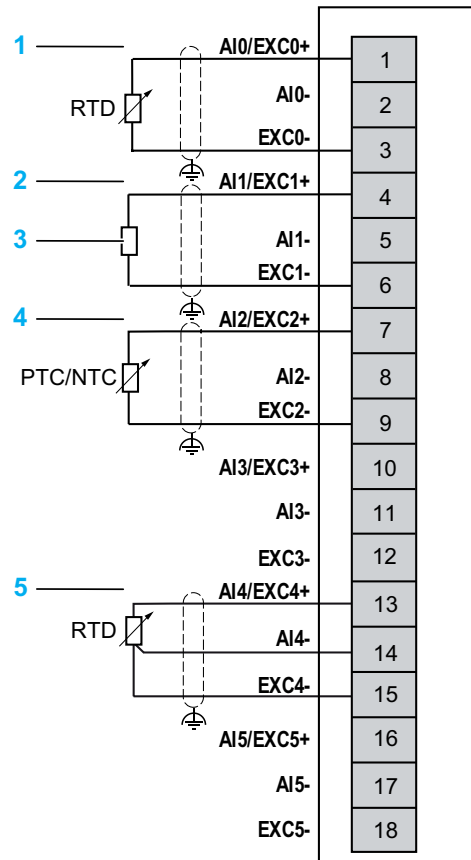 1
AI0/EXC0+
1
RTD
AI0-
2
EXC0-
3
2
AI1/EXC1+
4
3
AI1-
5
EXC1-
6
4
AI2/EXC2+
7
PTC/NTC
AI2-
8
EXC2-
9
AI3/EXC3+
10
AI3-
11
EXC3-
12
5
AI4/EXC4+
13
RTD
AI4-
14
EXC4-
15
AI5/EXC5+
16
AI5-
17
EXC5-
18